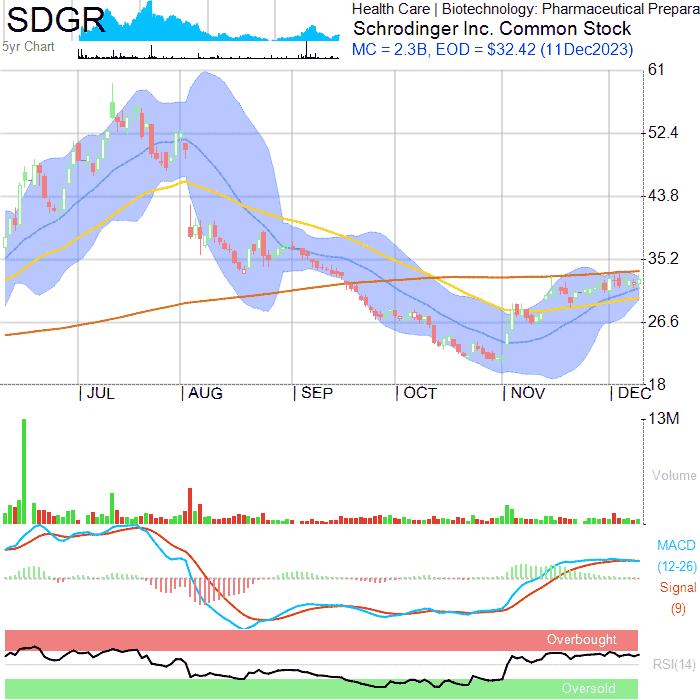 SDGR
5yr Chart
Health Care | Biotechnology: Pharmaceutical Prepara
Schrodinger Inc. Common Stock
MC = 2.3B, EOD = $32.42 (11Dec2023)
61
52.4
43.8
35.2
26.6
18
JUL AUG SEP OCT NOV DEC
13M
Volume
MACD
(12-26)
Signal
(9)
Overbought
RSI(14)
Oversold